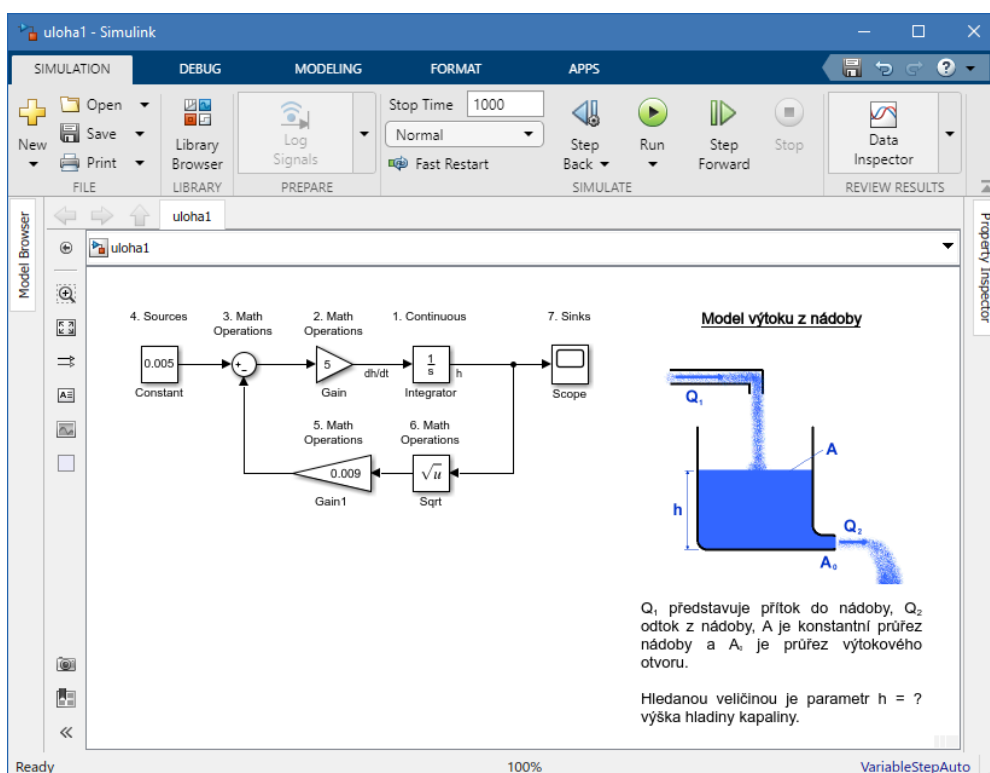 uloha1 - Simulink
SIMULATION DEBUG MODELING FORMAT APPS
New
Open
Save
Print
FILE
Library
Browser
LIBRARY
Log
Signals
PREPARE
Stop Time 1000
Normal
Fast Restart
Step
Back
Run
Step
Forward
Stop
SIMULATE
Data
Inspector
REVIEW RESULTS
Model Browser
uloha1
uloha1
Property Inspector
4. Sources
3. Math
Operations
2. Math
Operations
1. Continuous
7. Sinks
0.005
Constant
5
Gain
dh/dt
1
s
Integrator
h
Scope
5. Math
Operations
6. Math
Operations
0.009
Gain1
√u
Sqrt
Model výtoku z nádoby
Q₁
A
h
Q₂
A₀
Q₁ představuje přítok do nádoby, Q₂
odtok z nádoby, A je konstantní průřez
nádoby a A₀ je průřez výtokového
otvoru.
Hledanou veličinou je parametr h = ?
výška hladiny kapaliny.
Ready 100% VariableStepAuto